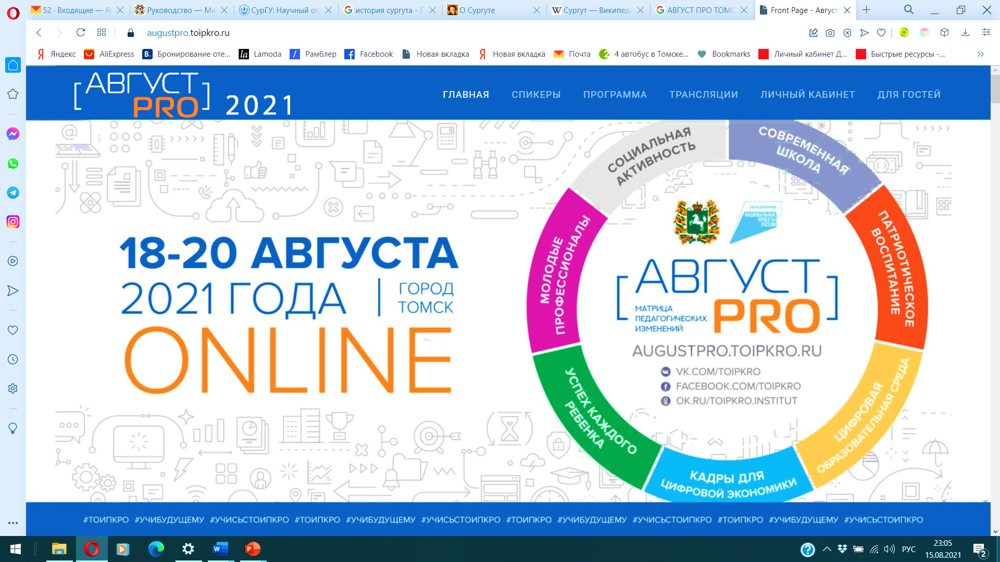 52 · Входящие — Я
Руководство — Ми
СурГУ: Научный от
история сургута - П
О Сургуте
Сургут — Википед
АВГУСТ ПРО ТОМС
Front Page - Август
augustpro.toipkro.ru
Яндекс
AliExpress
Бронирование оте...
Lamoda
Рамблер
Facebook
Новая вкладка
Новая вкладка
Почта
4 автобус в Томске...
Bookmarks
Личный кабинет Д...
Быстрые ресурсы -...
[АВГУСТ
PRO] 2021
ГЛАВНАЯ
СПИКЕРЫ
ПРОГРАММА
ТРАНСЛЯЦИИ
ЛИЧНЫЙ КАБИНЕТ
ДЛЯ ГОСТЕЙ
18-20 АВГУСТА
2021 ГОДА
ГОРОД
ТОМСК
ONLINE
СОЦИАЛЬНАЯ
АКТИВНОСТЬ
СОВРЕМЕННАЯ
ШКОЛА
ПАТРИОТИЧЕСКОЕ
ВОСПИТАНИЕ
ЦИФРОВАЯ
ОБРАЗОВАТЕЛЬНАЯ СРЕДА
КАДРЫ ДЛЯ
ЦИФРОВОЙ ЭКОНОМИКИ
УСПЕХ КАЖДОГО
РЕБЕНКА
МОЛОДЫЕ
ПРОФЕССИОНАЛЫ
ОБРАЗОВАНИЕ
НАЦИОНАЛЬНЫЕ
ПРОЕКТЫ
РОССИИ
[АВГУСТ
PRO]
МАТРИЦА
ПЕДАГОГИЧЕСКИХ
ИЗМЕНЕНИЙ
AUGUSTPRO.TOIPKRO.RU
VK.COM/TOIPKRO
FACEBOOK.COM/TOIPKRO
OK.RU/TOIPKRO.INSTITUT
#ТОИПКРО #УЧИБУДУЩЕМУ #УЧИСЬСТОИПКРО #ТОИПКРО #УЧИБУДУЩЕМУ #УЧИСЬСТОИПКРО #ТОИПКРО #УЧИБУДУЩЕМУ #УЧИСЬСТОИПКРО #ТОИПКРО #УЧИБУДУЩЕМУ #УЧИСЬСТОИПКРО
РУС
23:05
15.08.2021
2